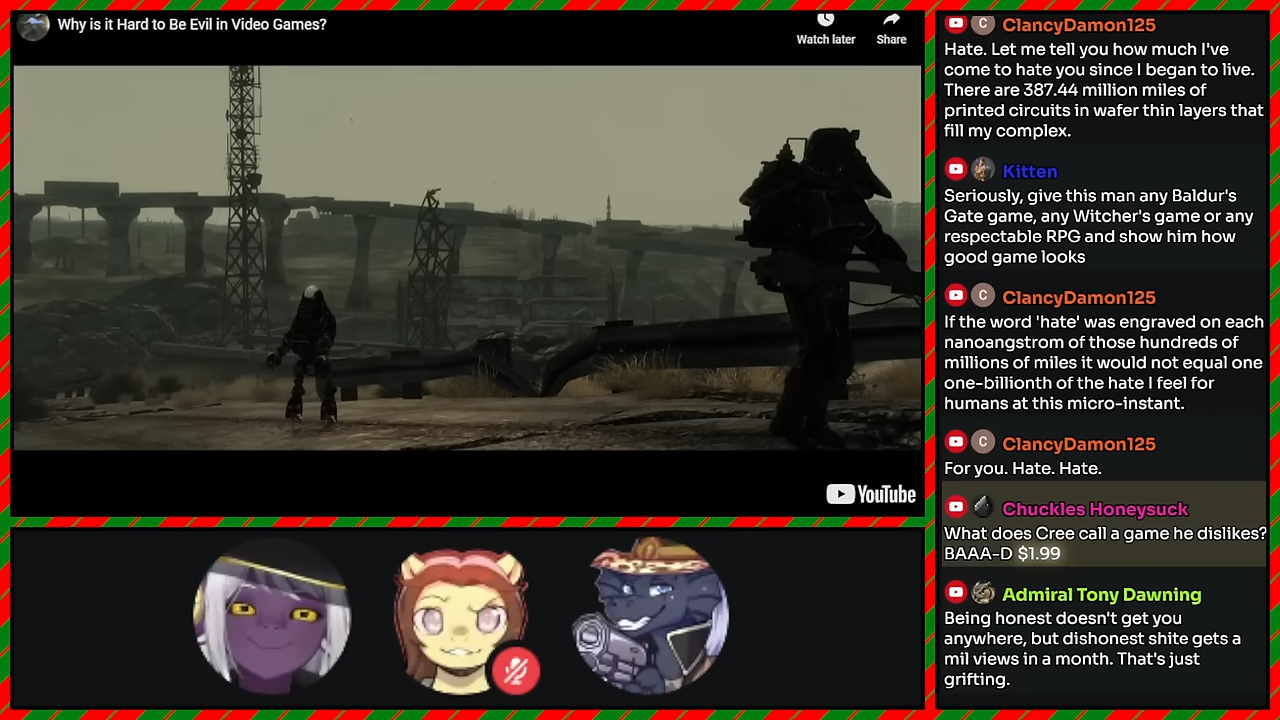 Why is it Hard to Be Evil in Video Games?
Watch later
Share
YouTube
C ClancyDamon125
Hate. Let me tell you how much I've
come to hate you since I began to live.
There are 387.44 million miles of
printed circuits in wafer thin layers that
fill my complex.
Kitten
Seriously, give this man any Baldur's
Gate game, any Witcher's game or any
respectable RPG and show him how
good game looks
C ClancyDamon125
If the word 'hate' was engraved on each
nanoangstrom of those hundreds of
millions of miles it would not equal one
one-billionth of the hate I feel for
humans at this micro-instant.
C ClancyDamon125
For you. Hate. Hate.
Chuckles Honeysuck
What does Cree call a game he dislikes?
BAAA-D $1.99
Admiral Tony Dawning
Being honest doesn't get you
anywhere, but dishonest shite gets a
mil views in a month. That's just
grifting.